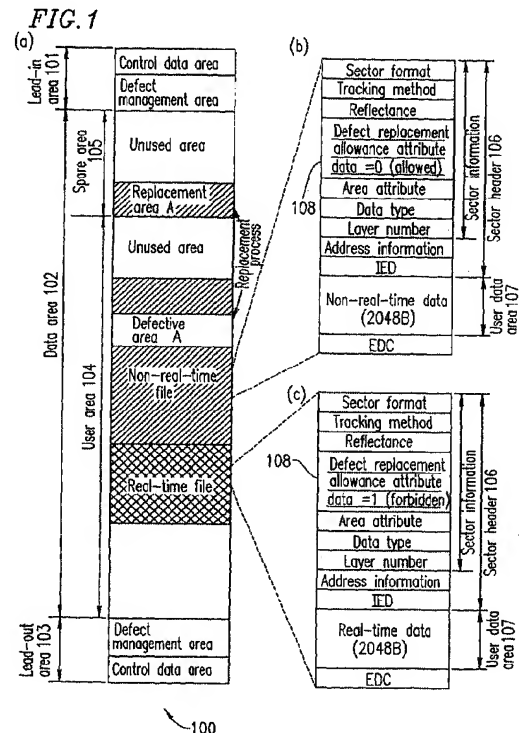 FIG. 1
(a)
Lead-in
area 101
Control data area
Defect
management area
Data area 102
Spare area
105
Unused area
Replacement
area A
User area 104
Unused area
Replacement process
Defective
area A
Non-real-time
file
Real-time file
Lead-out
area 103
Defect
management area
Control data area
100
(b)
Sector format
Tracking method
Reflectance
Defect replacement
allowance attribute
data =0 (allowed)
108
Area attribute
Data type
Layer number
Address information
IED
Non-real-time data
(2048B)
EDC
Sector information
Sector header 106
User data
area 107
(c)
Sector format
Tracking method
Reflectance
108
Defect replacement
allowance attribute
data =1 (forbidden)
Area attribute
Data type
Layer number
Address information
IED
Real-time data
(2048B)
EDC
Sector information
Sector header 106
User data
area 107